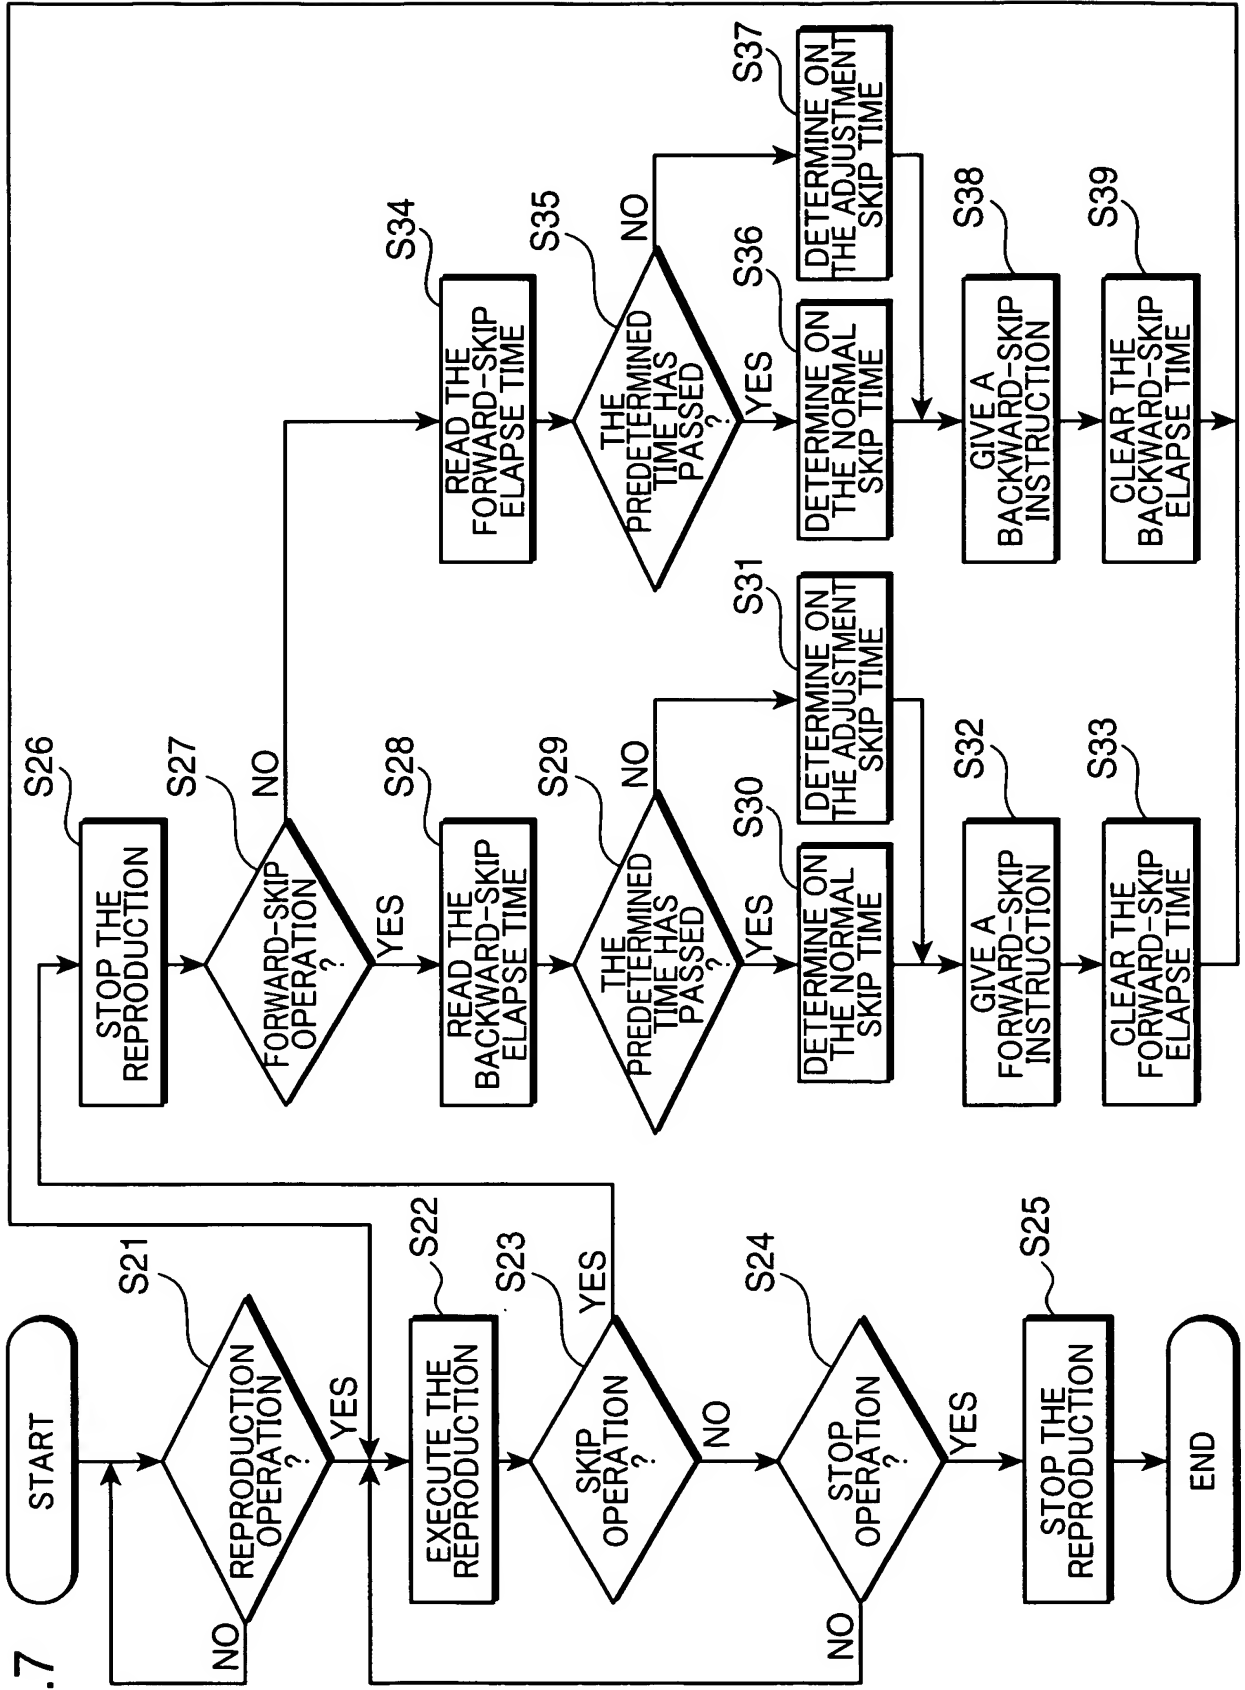 .7
START
S21
REPRODUCTION
OPERATION
?
NO
YES
S22
EXECUTE THE
REPRODUCTION
S23
SKIP
OPERATION
?
YES
NO
S24
STOP
OPERATION
?
NO
YES
S25
STOP THE
REPRODUCTION
END
S26
STOP THE
REPRODUCTION
S27
FORWARD-SKIP
OPERATION
?
NO
YES
S28
READ THE
BACKWARD-SKIP
ELAPSE TIME
S29
THE
PREDETERMINED
TIME HAS
PASSED
?
NO
YES
S30
DETERMINE ON
THE NORMAL
SKIP TIME
S31
DETERMINE ON
THE ADJUSTMENT
SKIP TIME
S32
GIVE A
FORWARD-SKIP
INSTRUCTION
S33
CLEAR THE
FORWARD-SKIP
ELAPSE TIME
S34
READ THE
FORWARD-SKIP
ELAPSE TIME
S35
THE
PREDETERMINED
TIME HAS
PASSED
?
NO
YES
S36
DETERMINE ON
THE NORMAL
SKIP TIME
S37
DETERMINE ON
THE ADJUSTMENT
SKIP TIME
S38
GIVE A
BACKWARD-SKIP
INSTRUCTION
S39
CLEAR THE
BACKWARD-SKIP
ELAPSE TIME